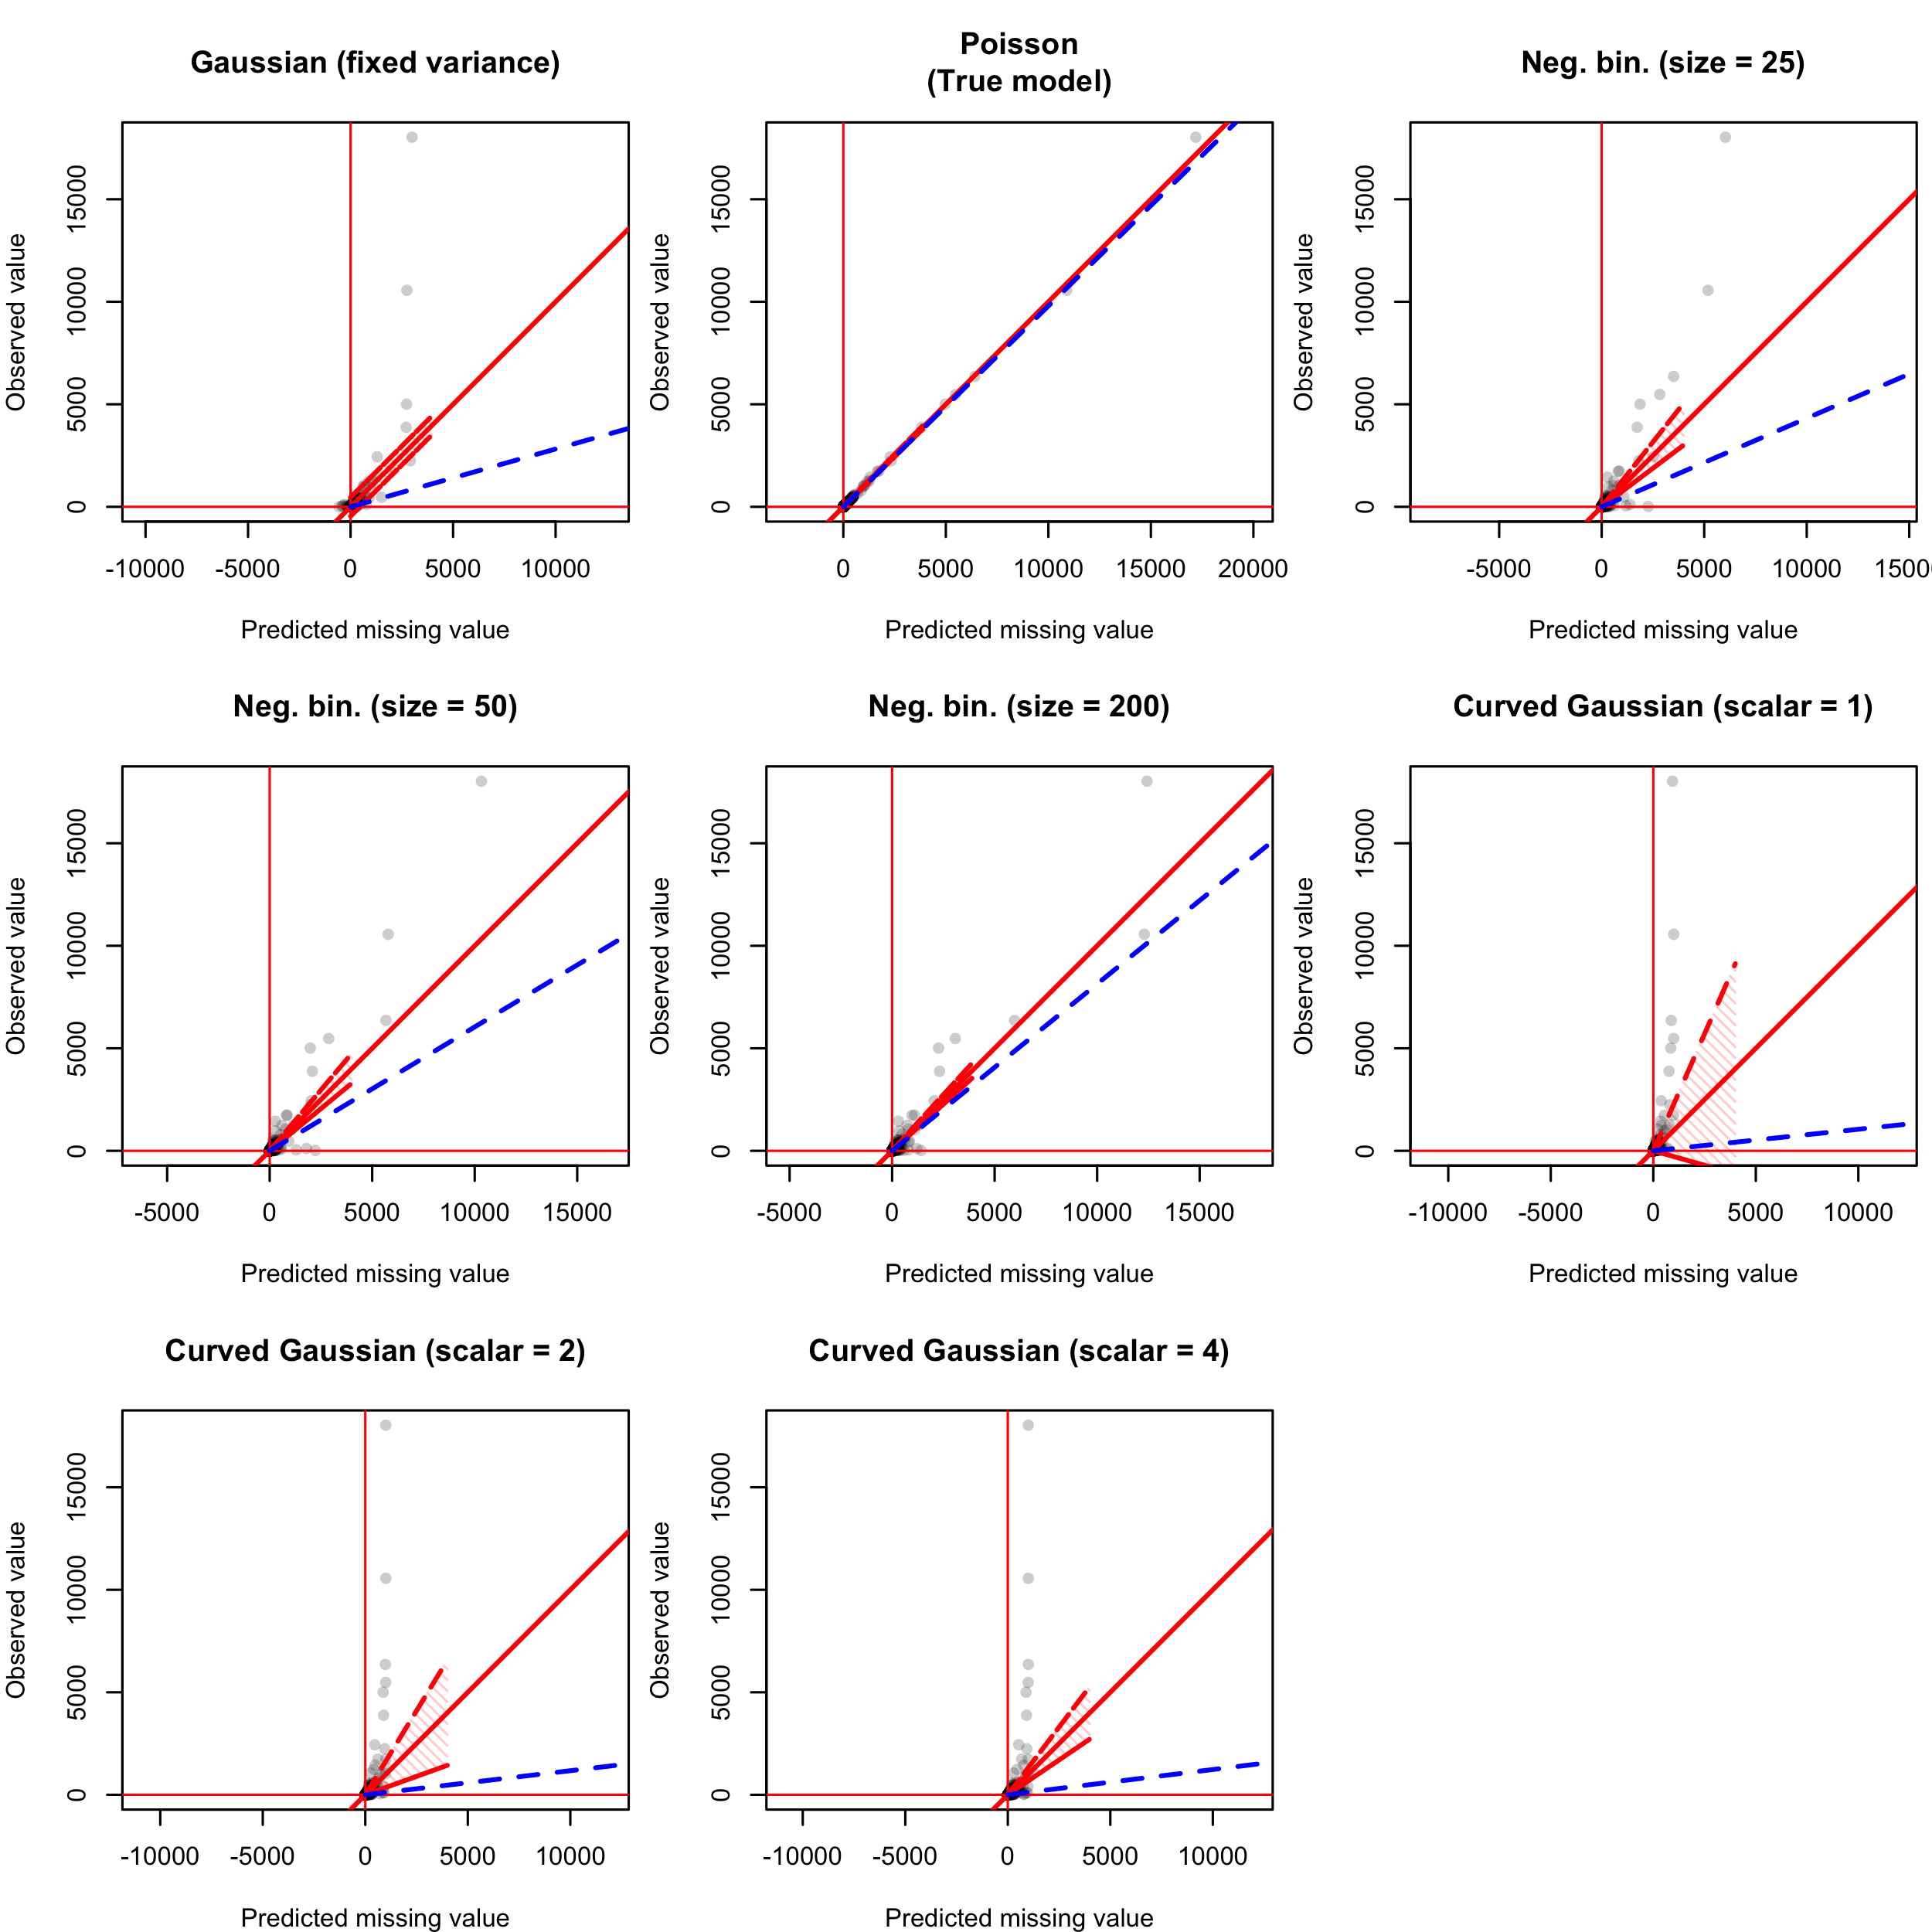 Gaussian (fixed variance)
Observed value
15000
10000
5000
0
-10000 -5000 0 5000 10000
Predicted missing value
Poisson
(True model)
Observed value
15000
10000
5000
0
0 5000 10000 15000 20000
Predicted missing value
Neg. bin. (size = 25)
Observed value
15000
10000
5000
0
-5000 0 5000 10000 1500
Predicted missing value
Neg. bin. (size = 50)
Observed value
15000
10000
5000
0
-5000 0 5000 10000 15000
Predicted missing value
Neg. bin. (size = 200)
Observed value
15000
10000
5000
0
-5000 0 5000 10000 15000
Predicted missing value
Curved Gaussian (scalar = 1)
Observed value
15000
10000
5000
0
-10000 -5000 0 5000 10000
Predicted missing value
Curved Gaussian (scalar = 2)
Observed value
15000
10000
5000
0
-10000 -5000 0 5000 10000
Predicted missing value
Curved Gaussian (scalar = 4)
Observed value
15000
10000
5000
0
-10000 -5000 0 5000 10000
Predicted missing value